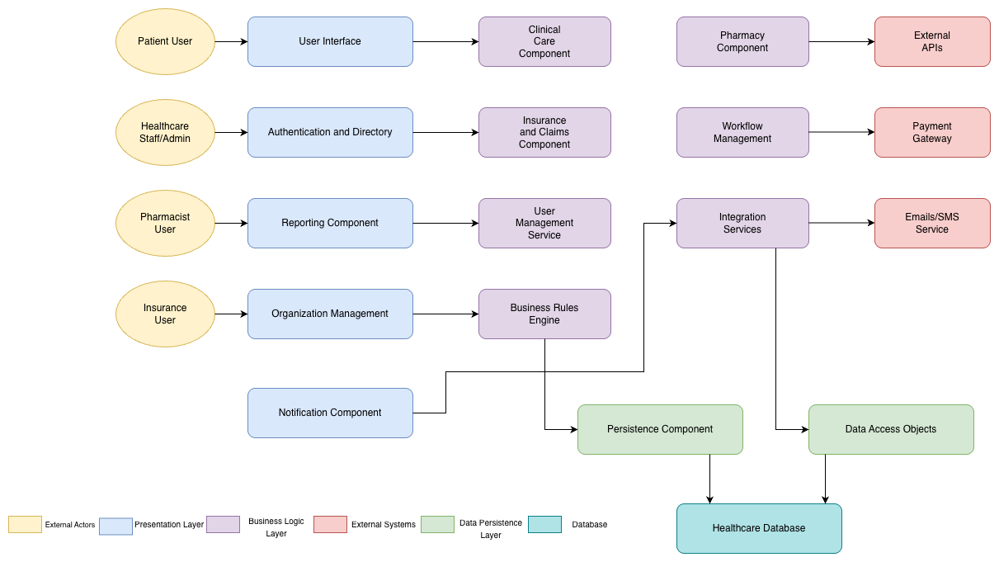 Patient User
User Interface
Clinical
Care
Component
Pharmacy
Component
External
APIs
Healthcare
Staff/Admin
Authentication and Directory
Insurance
and Claims
Component
Workflow
Management
Payment
Gateway
Pharmacist
User
Reporting Component
User
Management
Service
Integration
Services
Emails/SMS
Service
Insurance
User
Organization Management
Business Rules
Engine
Notification Component
Persistence Component
Data Access Objects
Healthcare Database
External Actors
Presentation Layer
Business Logic
Layer
External Systems
Data Persistence
Layer
Database